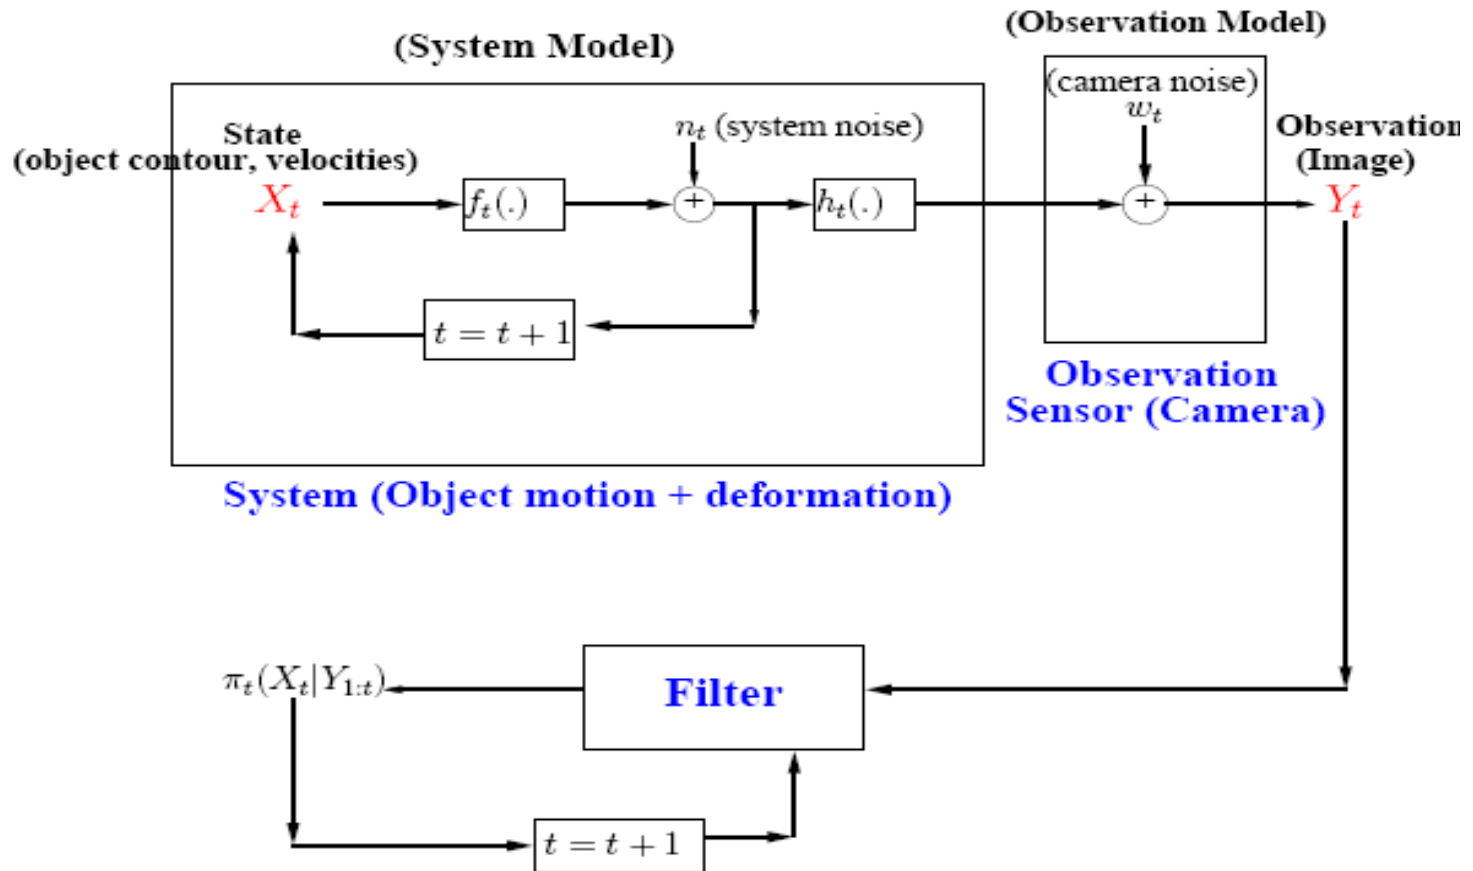 (System Model)
(Observation Model)
(camera noise)
w_t
n_t (system noise)
State
(object contour, velocities)
Observation
(Image)
X_t
f_t(.)
+
h_t(.)
+
Y_t
t = t + 1
Observation
Sensor (Camera)
System (Object motion + deformation)
π_t(X_t|Y_{1:t})
Filter
t = t + 1